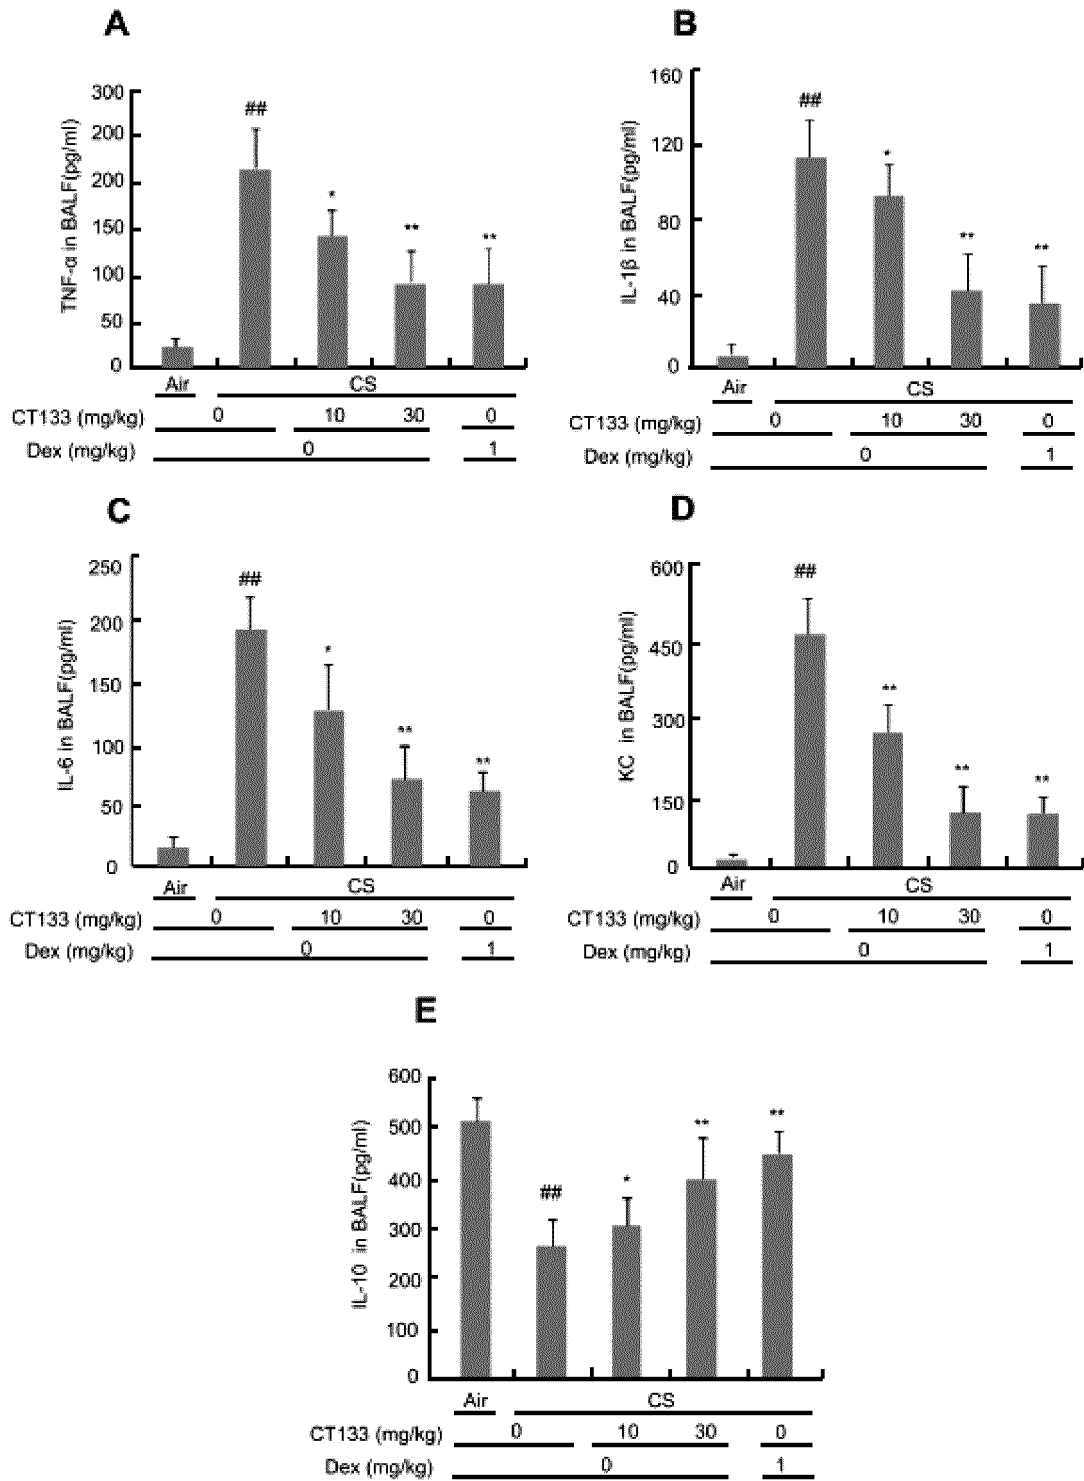 A
TNF-α in BALF(pg/ml)
300
200
200
150
100
50
0
##
*
**
**
Air CS
CT133 (mg/kg) 0 10 30 0
Dex (mg/kg) 0 1
B
IL-1β in BALF(pg/ml)
160
120
80
40
0
##
*
**
**
Air CS
CT133 (mg/kg) 0 10 30 0
Dex (mg/kg) 0 1
C
IL-6 in BALF(pg/ml)
250
200
150
100
50
0
##
*
**
**
Air CS
CT133 (mg/kg) 0 10 30 0
Dex (mg/kg) 0 1
D
KC in BALF(pg/ml)
600
450
300
150
0
##
**
**
**
Air CS
CT133 (mg/kg) 0 10 30 0
Dex (mg/kg) 0 1
E
IL-10 in BALF(pg/ml)
600
500
400
300
200
100
0
##
*
**
**
Air CS
CT133 (mg/kg) 0 10 30 0
Dex (mg/kg) 0 1